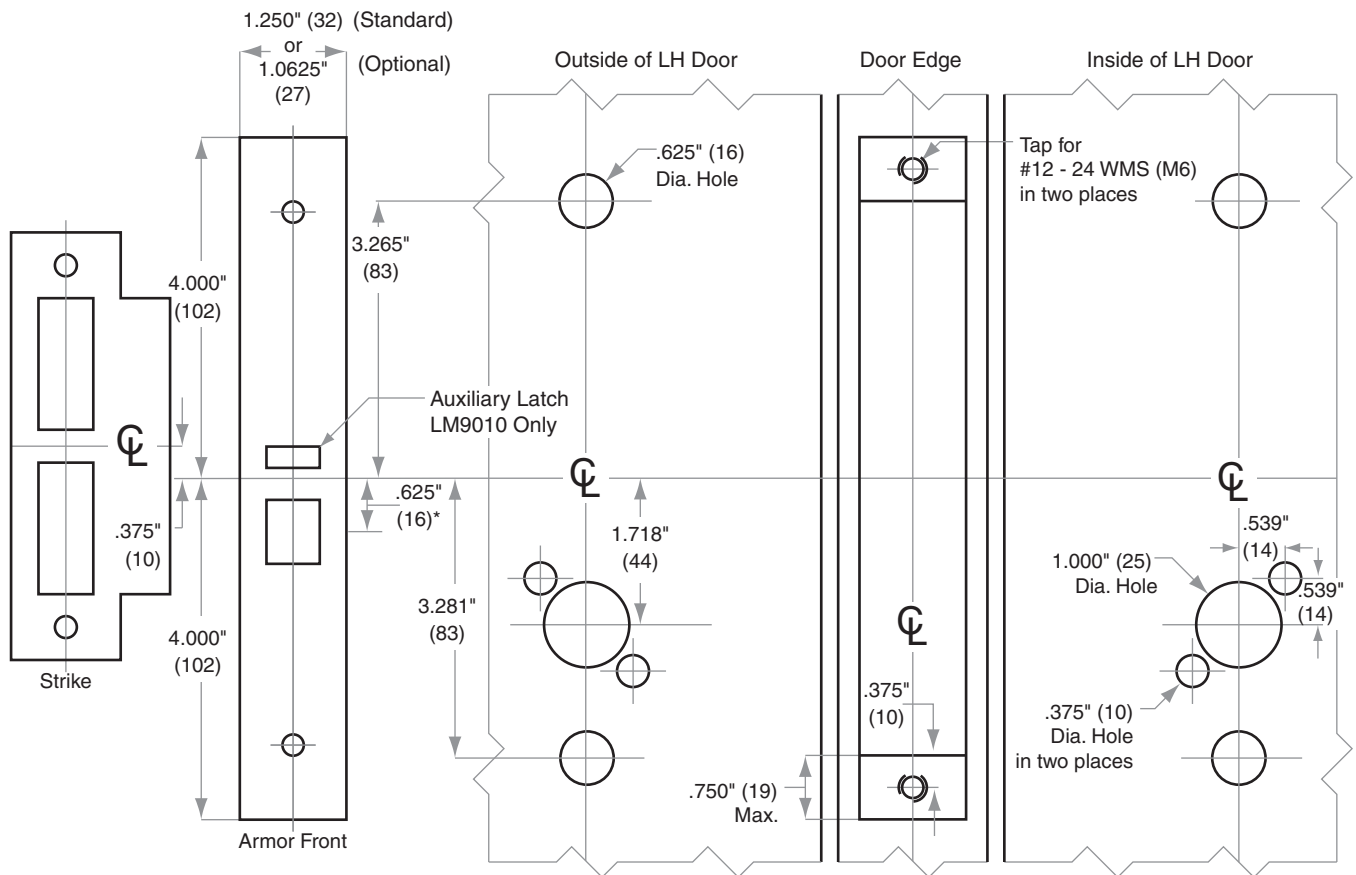 1.250" (32) (Standard)
or
1.0625" (Optional)
(27)
Outside of LH Door
Door Edge
Inside of LH Door
.625" (16)
Dia. Hole
Tap for
#12 - 24 WMS (M6)
in two places
3.265"
(83)
4.000"
(102)
Auxiliary Latch
LM9010 Only
℄
℄
℄
.625"
(16)*
.375"
(10)
1.718"
(44)
.539"
(14)
1.000" (25)
Dia. Hole
.539"
(14)
3.281"
(83)
℄
4.000"
(102)
Strike
.375"
(10)
.375" (10)
Dia. Hole
in two places
.750" (19)
Max.
Armor Front